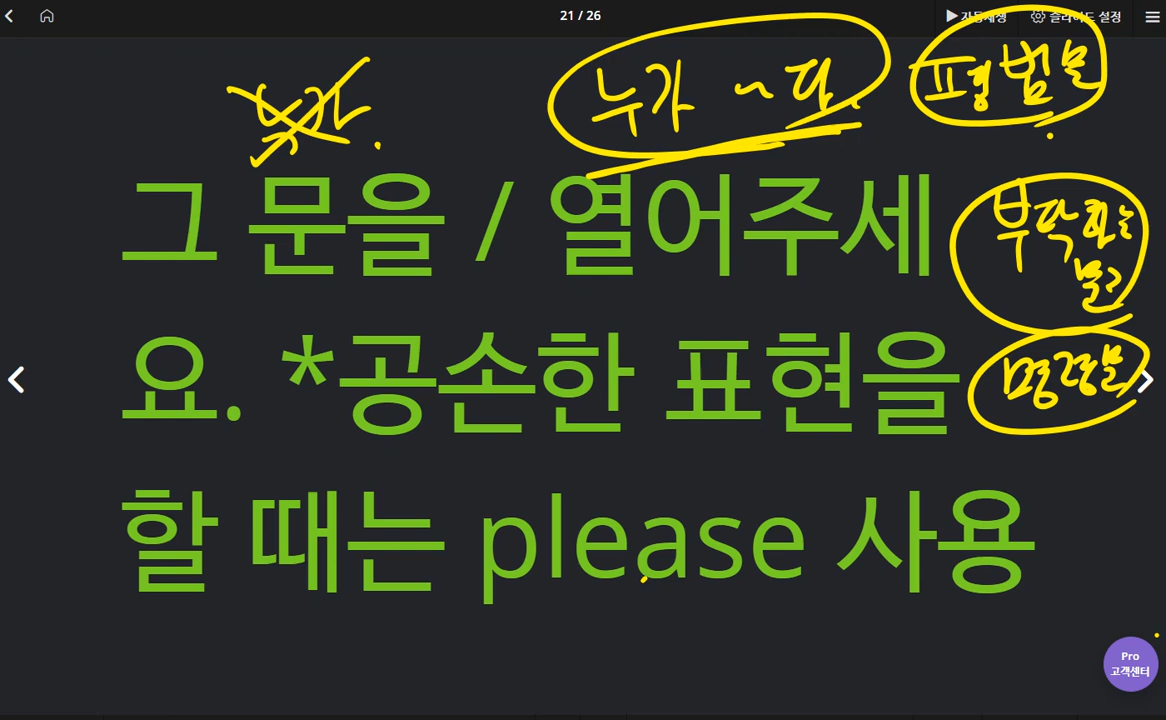 21 / 26
▶ 자동재생
슬라이드 설정
누가 ~다.
평범문
그 문을 / 열어주세
부탁하는
문장
요. *공손한 표현을
명령문
할 때는 please 사용
Pro
고객센터